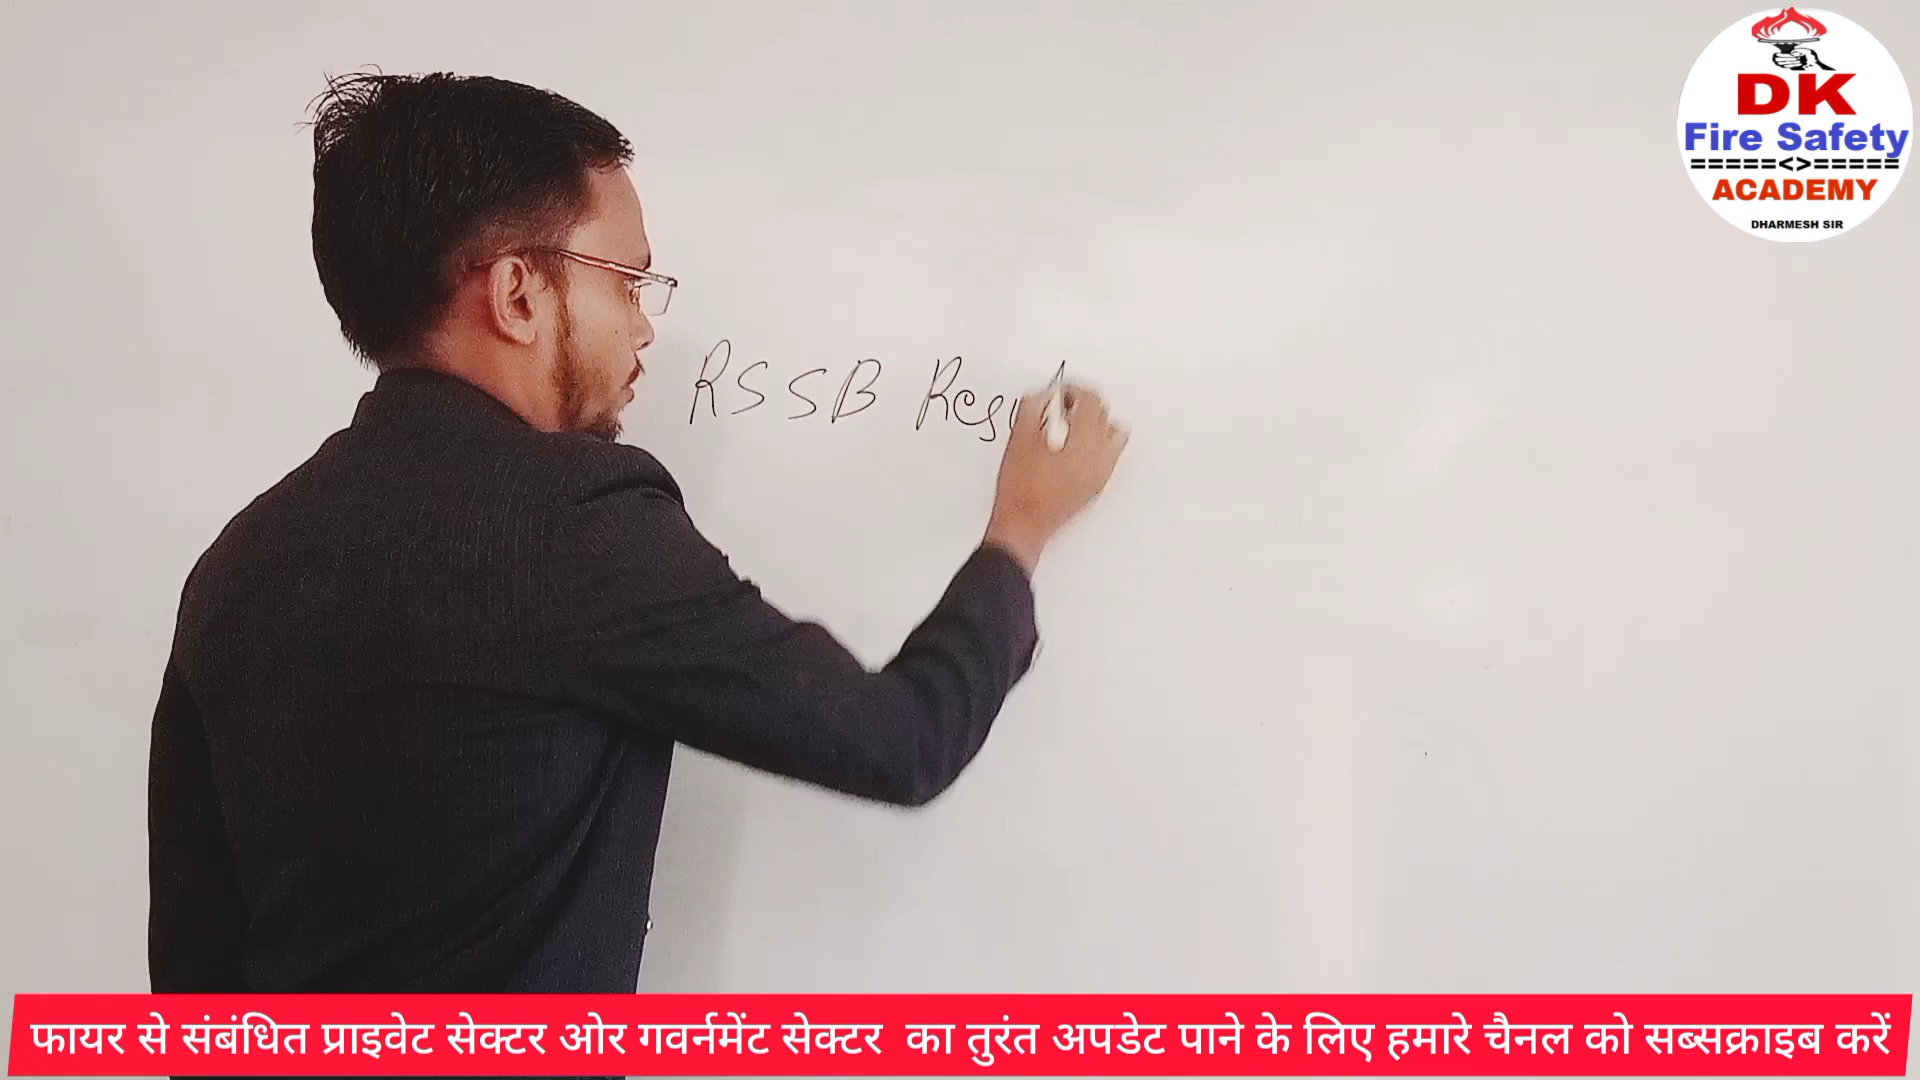 DK
Fire Safety
=====<>=====
ACADEMY
DHARMESH SIR
RSSB
फायर से संबंधित प्राइवेट सेक्टर ओर गवर्नमेंट सेक्टर का तुरंत अपडेट पाने के लिए हमारे चैनल को सब्सक्राइब करें